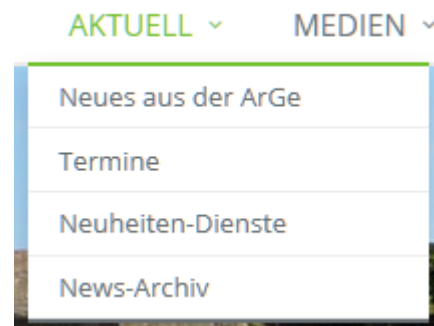 AKTUELL MEDIEN
Neues aus der ArGe
Termine
Neuheiten-Dienste
News-Archiv